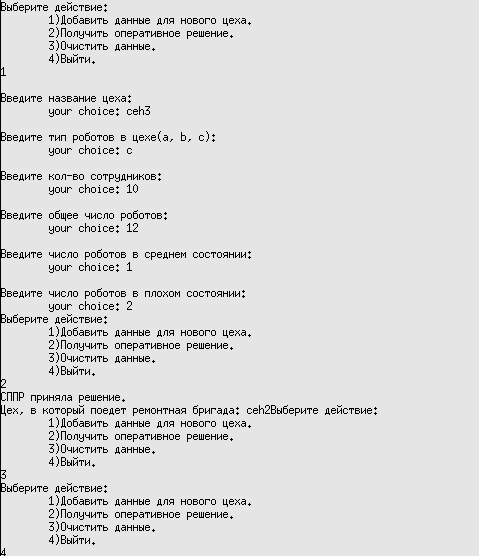 Выберите действие:
1)Добавить данные для нового цеха.
2)Получить оперативное решение.
3)Очистить данные.
4)Выйти.
1
Введите название цеха:
your choice: ceh3
Введите тип роботов в цехе(a, b, c):
your choice: c
Введите кол-во сотрудников:
your choice: 10
Введите общее число роботов:
your choice: 12
Введите число роботов в среднем состоянии:
your choice: 1
Введите число роботов в плохом состоянии:
your choice: 2
Выберите действие:
1)Добавить данные для нового цеха.
2)Получить оперативное решение.
3)Очистить данные.
4)Выйти.
2
СППР приняла решение.
Цех, в который поедет ремонтная бригада: ceh2Выберите действие:
1)Добавить данные для нового цеха.
2)Получить оперативное решение.
3)Очистить данные.
4)Выйти.
3
Выберите действие:
1)Добавить данные для нового цеха.
2)Получить оперативное решение.
3)Очистить данные.
4)Выйти.
4